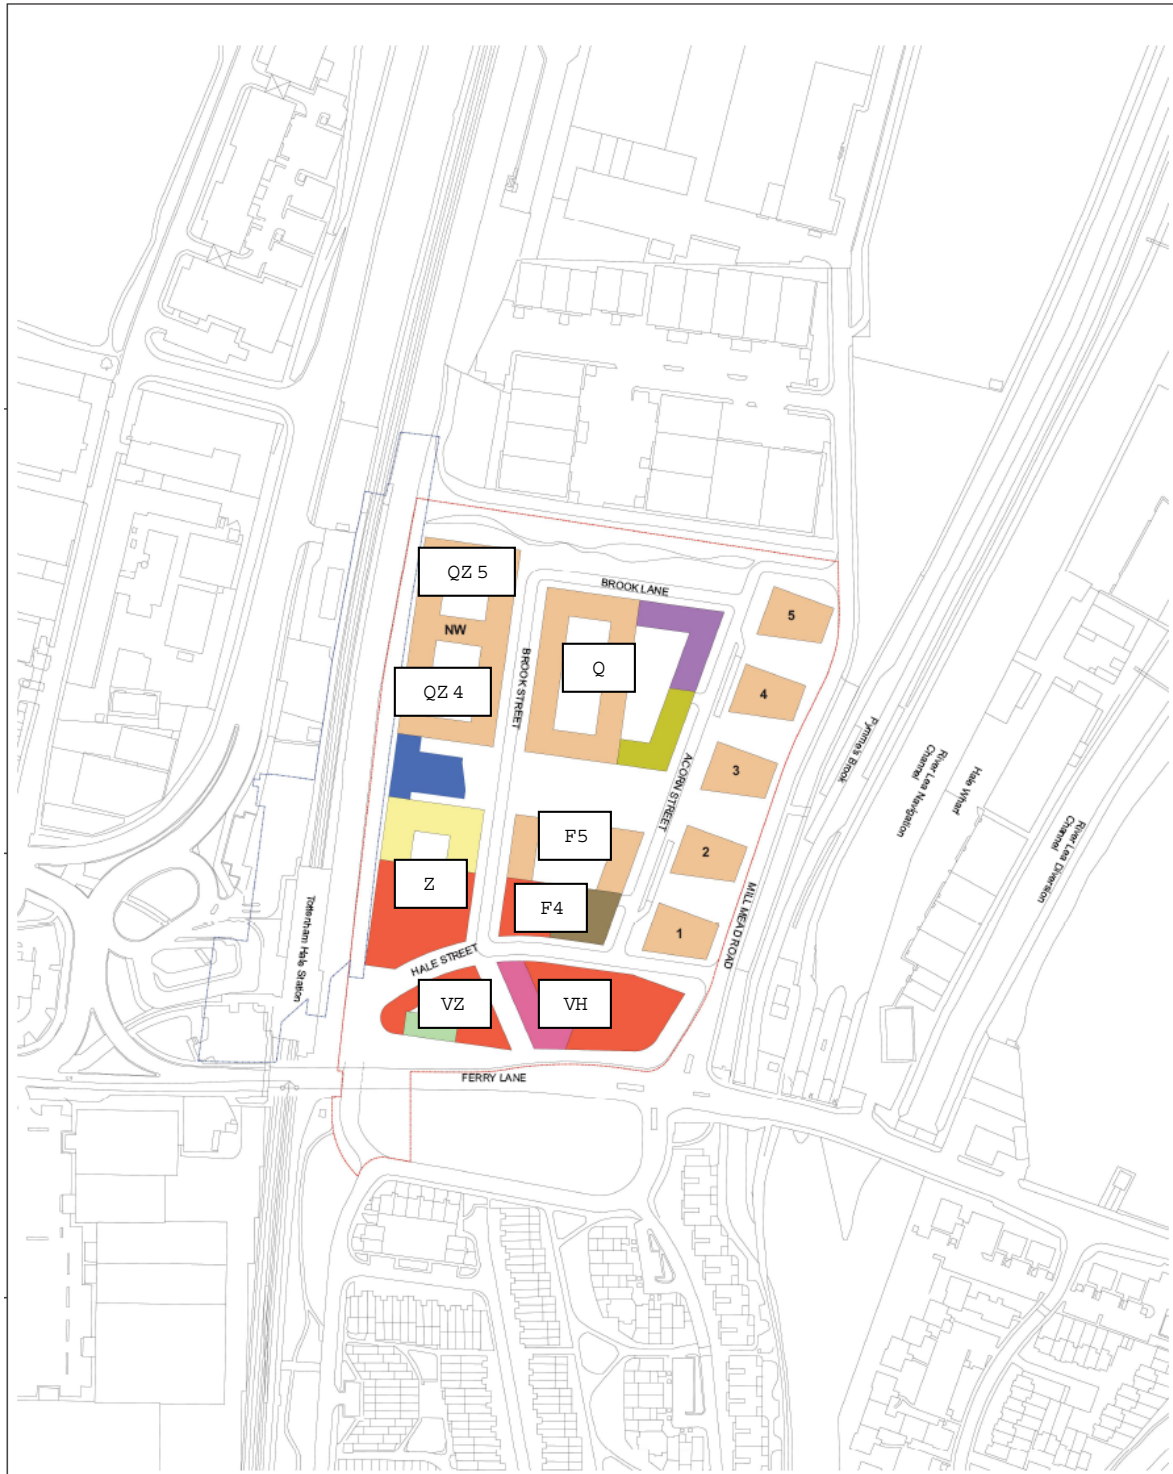 QZ 5
BROOK LANE
5
NW
Q
BROOK STREET
QZ 4
4
Pymme's Brook
3
ACORN STREET
River Lea Navigation
Channel
Hale Wharf
River Lea Diversion
Channel
F5
2
Z
F4
MILL MEAD ROAD
1
Tottenham Hale Station
HALE STREET
VZ
VH
FERRY LANE